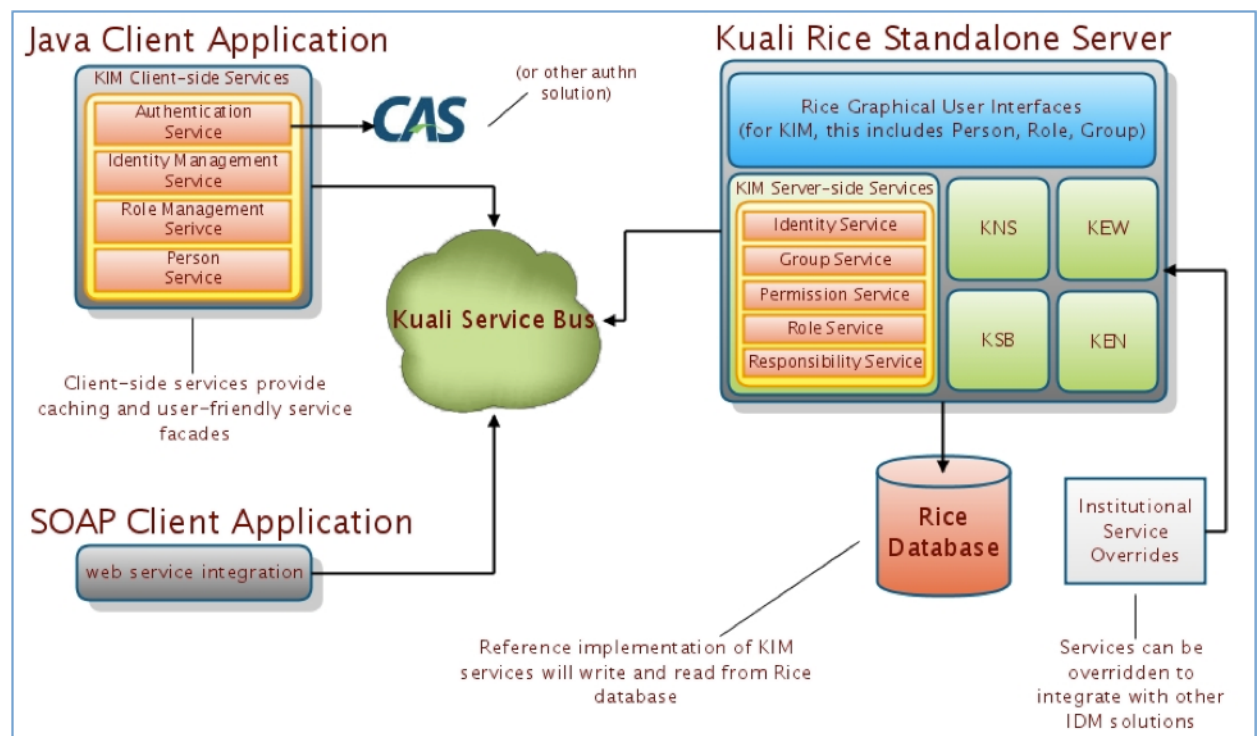 Java Client Application
KIM Client-side Services
Authentication
Service
Identity Management
Service
Role Management
Serivce
Person
Service
CAS
(or other authn
solution)
Client-side services provide
caching and user-friendly service
facades
Kuali Service Bus
SOAP Client Application
web service integration
Kuali Rice Standalone Server
Rice Graphical User Interfaces
(for KIM, this includes Person, Role, Group)
KIM Server-side Services
Identity Service
Group Service
Permission Service
Role Service
Responsibility Service
KNS
KEW
KSB
KEN
Rice
Database
Institutional
Service
Overrides
Reference implementation of KIM
services will write and read from Rice
database
Services can be
overridden to
integrate with other
IDM solutions